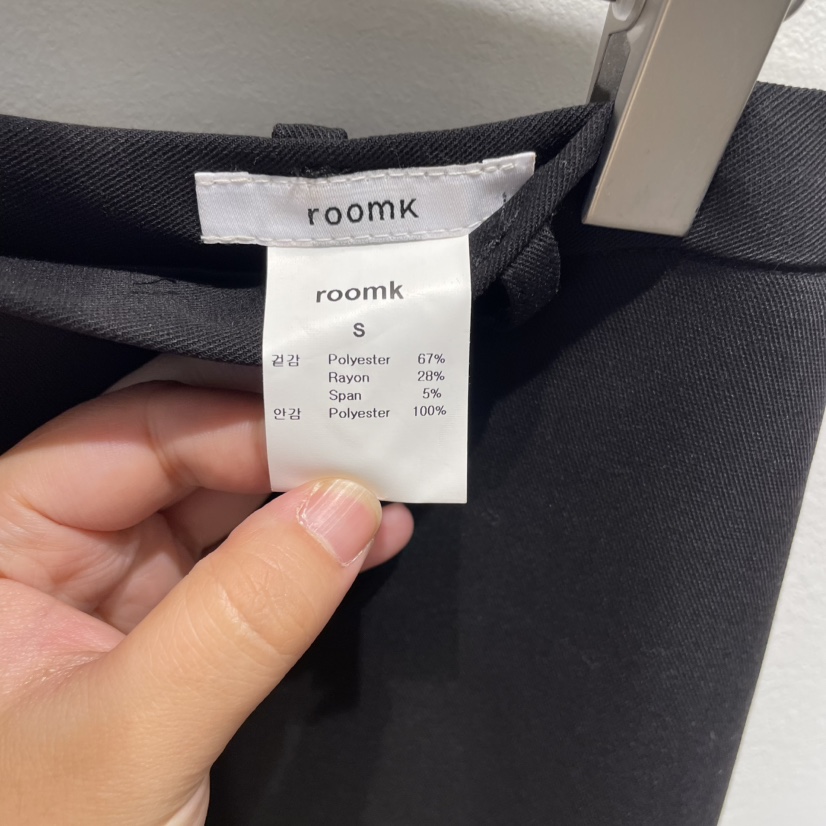 roomk
roomk
S
겉감 Polyester 67%
Rayon 28%
Span 5%
안감 Polyester 100%